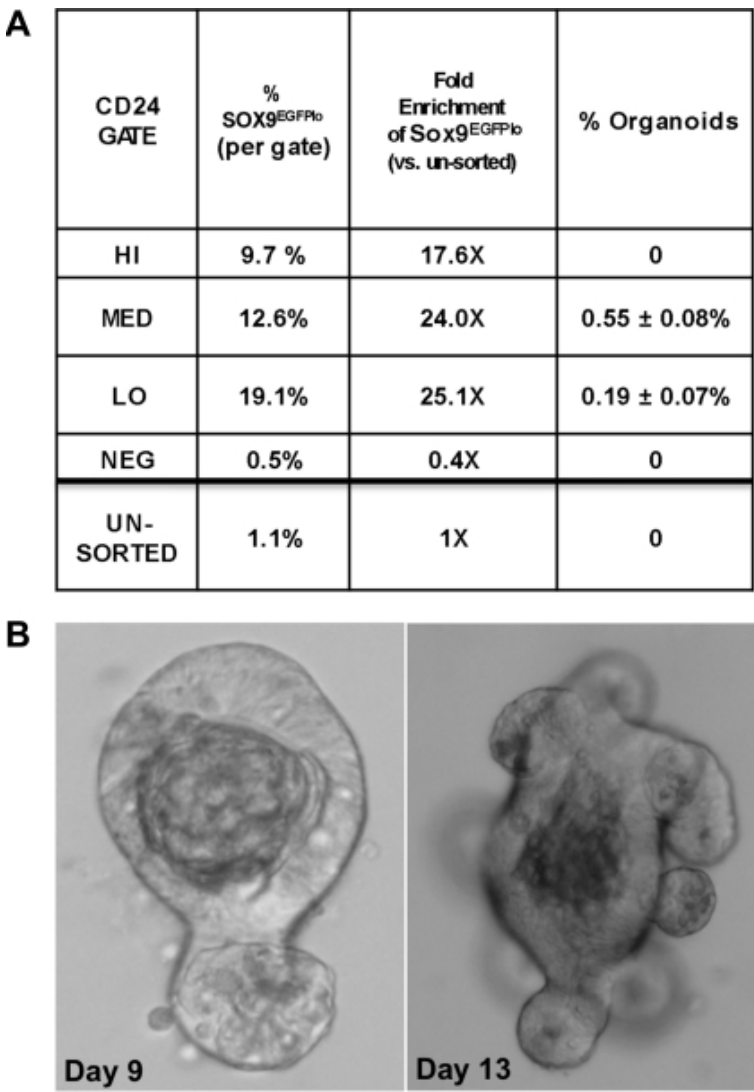 A
CD24
GATE
%
SOX9EGFPlo
(per gate)
Fold
Enrichment
of Sox9EGFPlo
(vs. un-sorted)
% Organoids
HI
9.7 %
17.6X
0
MED
12.6%
24.0X
0.55 ± 0.08%
LO
19.1%
25.1X
0.19 ± 0.07%
NEG
0.5%
0.4X
0
UN-
SORTED
1.1%
1X
0
B
Day 9
Day 13